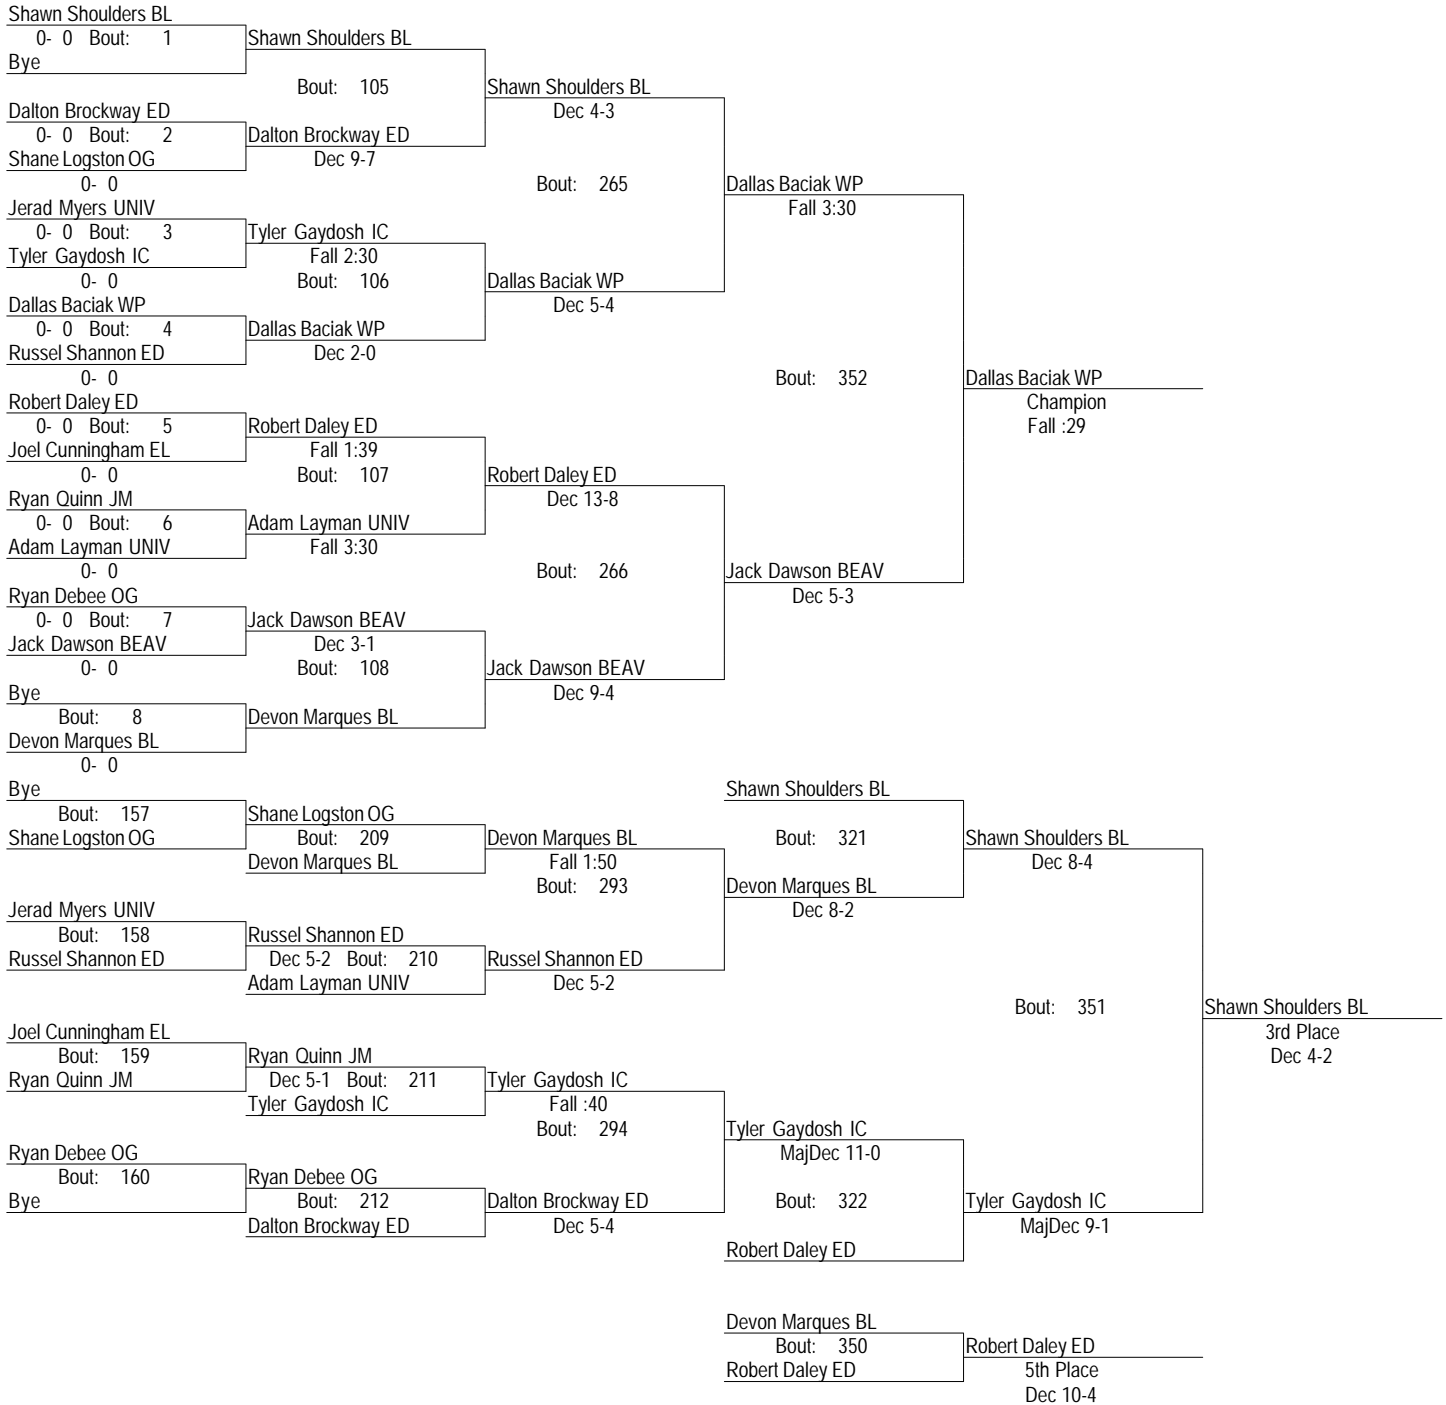 Shawn Shoulders BL
0- 0 Bout: 1
Shawn Shoulders BL
Bye
Bout: 105
Shawn Shoulders BL
Dalton Brockway ED
Dec 4-3
0- 0 Bout: 2
Dalton Brockway ED
Shane Logston OG
Dec 9-7
0- 0
Bout: 265
Dallas Baciak WP
Jerad Myers UNIV
Fall 3:30
0- 0 Bout: 3
Tyler Gaydosh IC
Tyler Gaydosh IC
Fall 2:30
0- 0
Bout: 106
Dallas Baciak WP
Dallas Baciak WP
Dec 5-4
0- 0 Bout: 4
Dallas Baciak WP
Russel Shannon ED
Dec 2-0
0- 0
Bout: 352
Dallas Baciak WP
Robert Daley ED
Champion
0- 0 Bout: 5
Robert Daley ED
Fall :29
Joel Cunningham EL
Fall 1:39
0- 0
Bout: 107
Robert Daley ED
Ryan Quinn JM
Dec 13-8
0- 0 Bout: 6
Adam Layman UNIV
Adam Layman UNIV
Fall 3:30
0- 0
Bout: 266
Jack Dawson BEAV
Ryan Debee OG
Dec 5-3
0- 0 Bout: 7
Jack Dawson BEAV
Jack Dawson BEAV
Dec 3-1
0- 0
Bout: 108
Jack Dawson BEAV
Bye
Dec 9-4
Bout: 8
Devon Marques BL
Devon Marques BL
0- 0
Bye
Shawn Shoulders BL
Bout: 157
Shane Logston OG
Shane Logston OG
Bout: 209
Devon Marques BL
Bout: 321
Shawn Shoulders BL
Devon Marques BL
Fall 1:50
Dec 8-4
Bout: 293
Devon Marques BL
Jerad Myers UNIV
Dec 8-2
Bout: 158
Russel Shannon ED
Russel Shannon ED
Dec 5-2 Bout: 210
Russel Shannon ED
Adam Layman UNIV
Dec 5-2
Bout: 351
Shawn Shoulders BL
Joel Cunningham EL
3rd Place
Bout: 159
Ryan Quinn JM
Dec 4-2
Ryan Quinn JM
Dec 5-1 Bout: 211
Tyler Gaydosh IC
Tyler Gaydosh IC
Fall :40
Bout: 294
Tyler Gaydosh IC
Ryan Debee OG
MajDec 11-0
Bout: 160
Ryan Debee OG
Bye
Bout: 212
Dalton Brockway ED
Bout: 322
Tyler Gaydosh IC
Dalton Brockway ED
Dec 5-4
MajDec 9-1
Robert Daley ED
Devon Marques BL
Bout: 350
Robert Daley ED
Robert Daley ED
5th Place
Dec 10-4